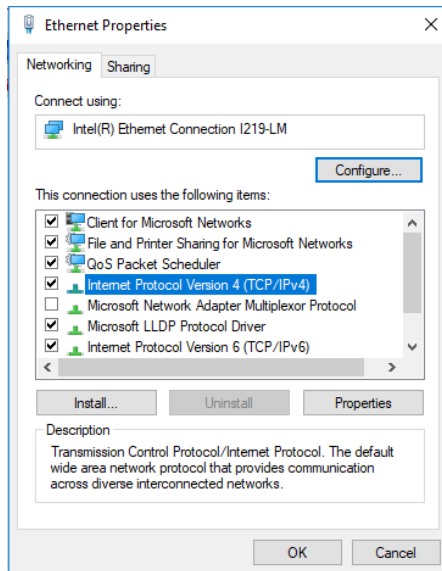 Ethernet Properties
Networking
Sharing
Connect using:
Intel(R) Ethernet Connection I219-LM
Configure...
This connection uses the following items:
Client for Microsoft Networks
File and Printer Sharing for Microsoft Networks
QoS Packet Scheduler
Internet Protocol Version 4 (TCP/IPv4)
Microsoft Network Adapter Multiplexor Protocol
Microsoft LLDP Protocol Driver
Internet Protocol Version 6 (TCP/IPv6)
Install...
Uninstall
Properties
Description
Transmission Control Protocol/Internet Protocol. The default
wide area network protocol that provides communication
across diverse interconnected networks.
OK
Cancel